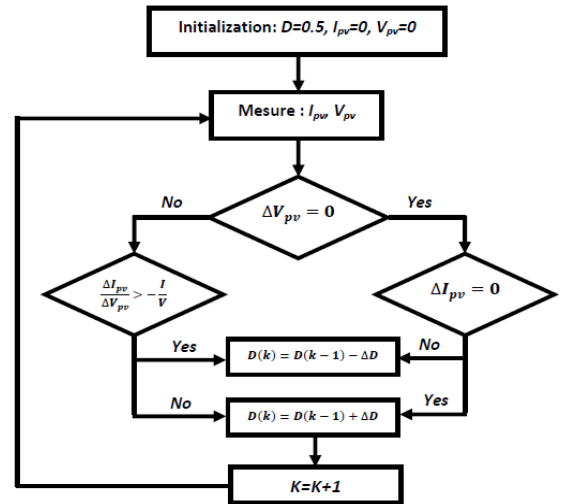 Initialization: D=0.5, Ipv=0, Vpv=0
Mesure : Ipv, Vpv
No
ΔVpv = 0
Yes
ΔIpv/ΔVpv > -I/V
ΔIpv = 0
Yes
D(k) = D(k−1) − ΔD
No
No
D(k) = D(k−1) + ΔD
Yes
K=K+1